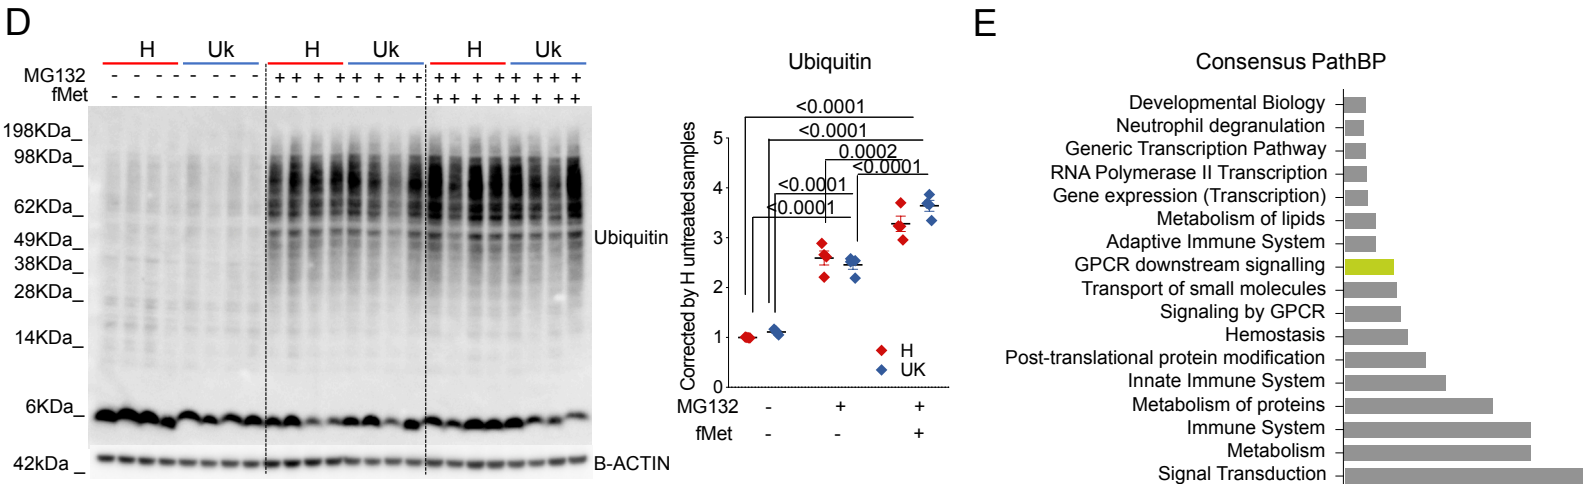 D
H Uk H Uk H Uk
MG132 - - - - - - - - + + + + + + + + + + + + + + + +
fMet - - - - - - - - - - - - - - - - + + + + + + + +
198KDa_
98KDa_
62KDa_
49KDa_
38KDa_
28KDa_
14KDa_
6KDa_
42kDa _
Ubiquitin
B-ACTIN
Ubiquitin
<0.0001
<0.0001
0.0002
<0.0001
<0.0001
<0.0001
Corrected by H untreated samples
5
4
3
2
1
0
H
UK
MG132 - + +
fMet - - +
E
Consensus PathBP
Developmental Biology
Neutrophil degranulation
Generic Transcription Pathway
RNA Polymerase II Transcription
Gene expression (Transcription)
Metabolism of lipids
Adaptive Immune System
GPCR downstream signalling
Transport of small molecules
Signaling by GPCR
Hemostasis
Post-translational protein modification
Innate Immune System
Metabolism of proteins
Immune System
Metabolism
Signal Transduction